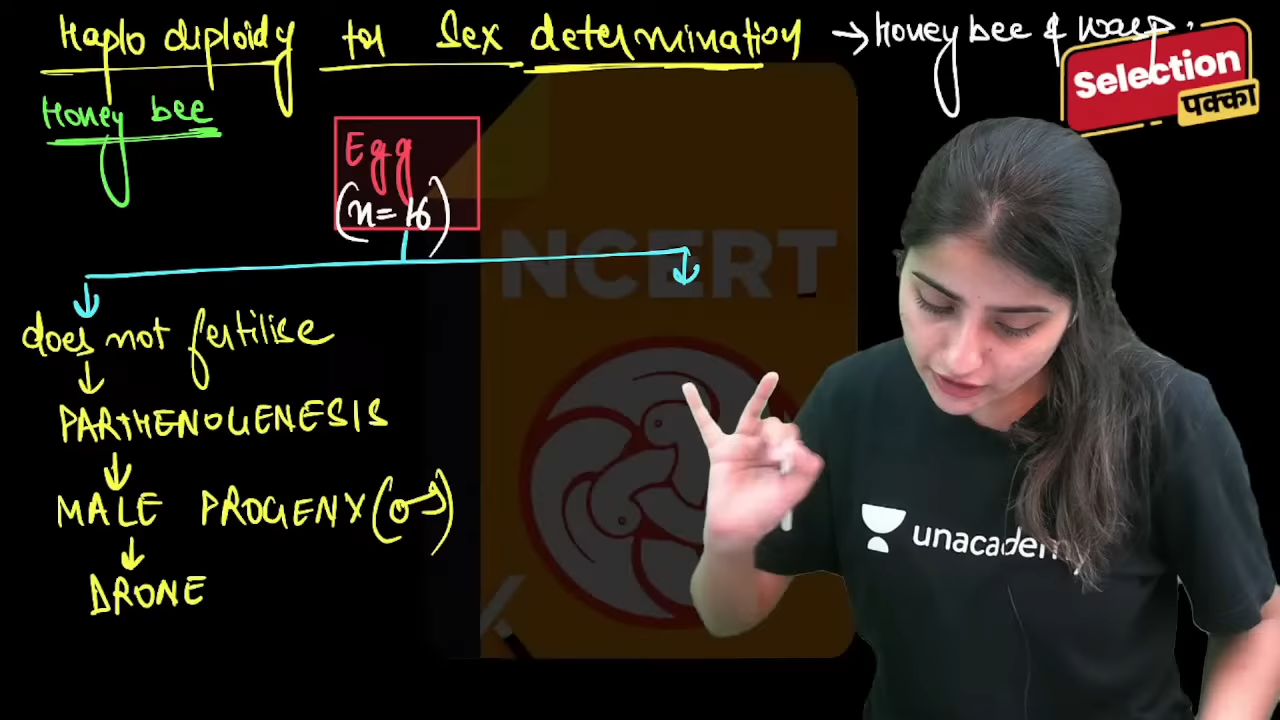 Haplo diploidy for Sex determination → Honey bee & wasp.
Selection
पक्का
Honey bee
Egg
(n=16)
NCERT
does not fertilise
↓
PARTHENOGENESIS
↓
MALE PROGENY (♂)
↓
DRONE
unacademy